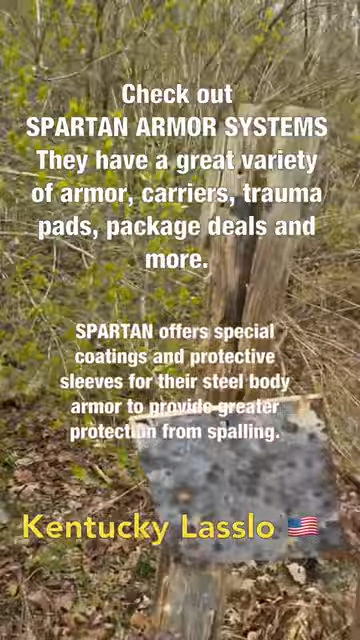 Check out
SPARTAN ARMOR SYSTEMS
They have a great variety
of armor, carriers, trauma
pads, package deals and
more.
SPARTAN offers special
coatings and protective
sleeves for their steel body
armor to provide greater
protection from spalling.
Kentucky Lasslo 🇺🇸